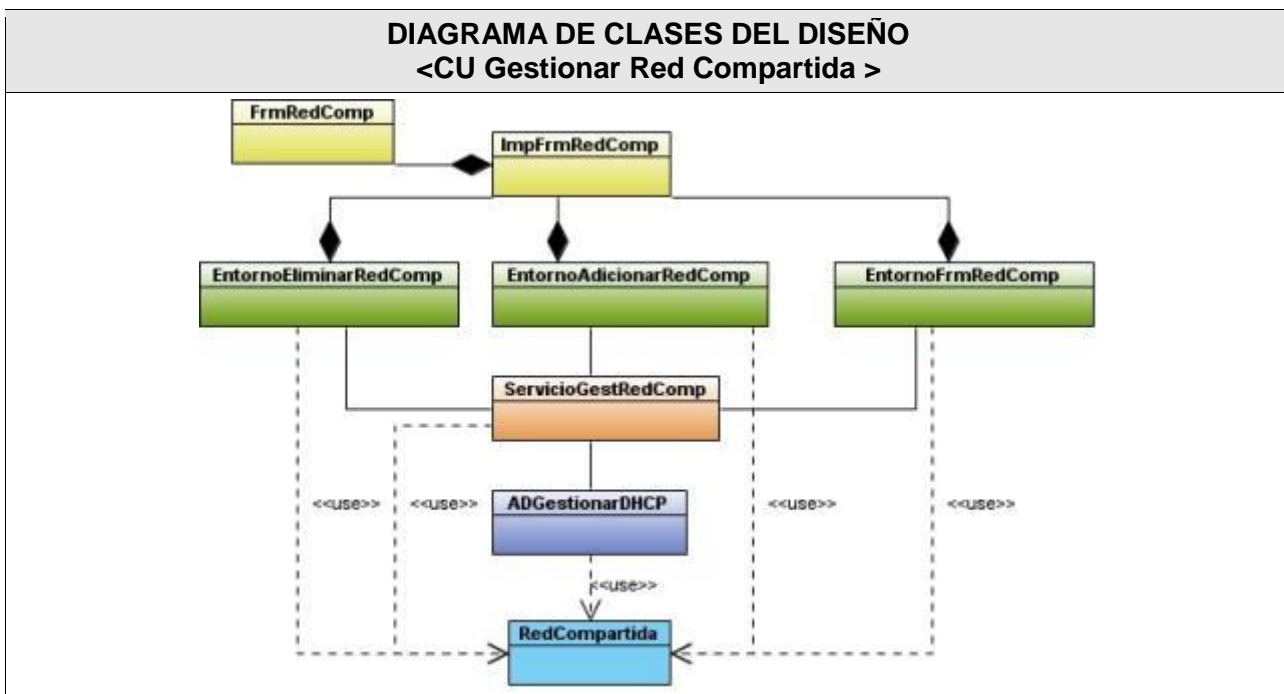 DIAGRAMA DE CLASES DEL DISEÑO
<CU Gestionar Red Compartida >
FrmRedComp
ImpFrmRedComp
EntornoEliminarRedComp
EntornoAdicionarRedComp
EntornoFrmRedComp
ServicioGestRedComp
<<use>>
<<use>>
ADGestionarDHCP
<<use>>
<<use>>
<<use>>
RedCompartida